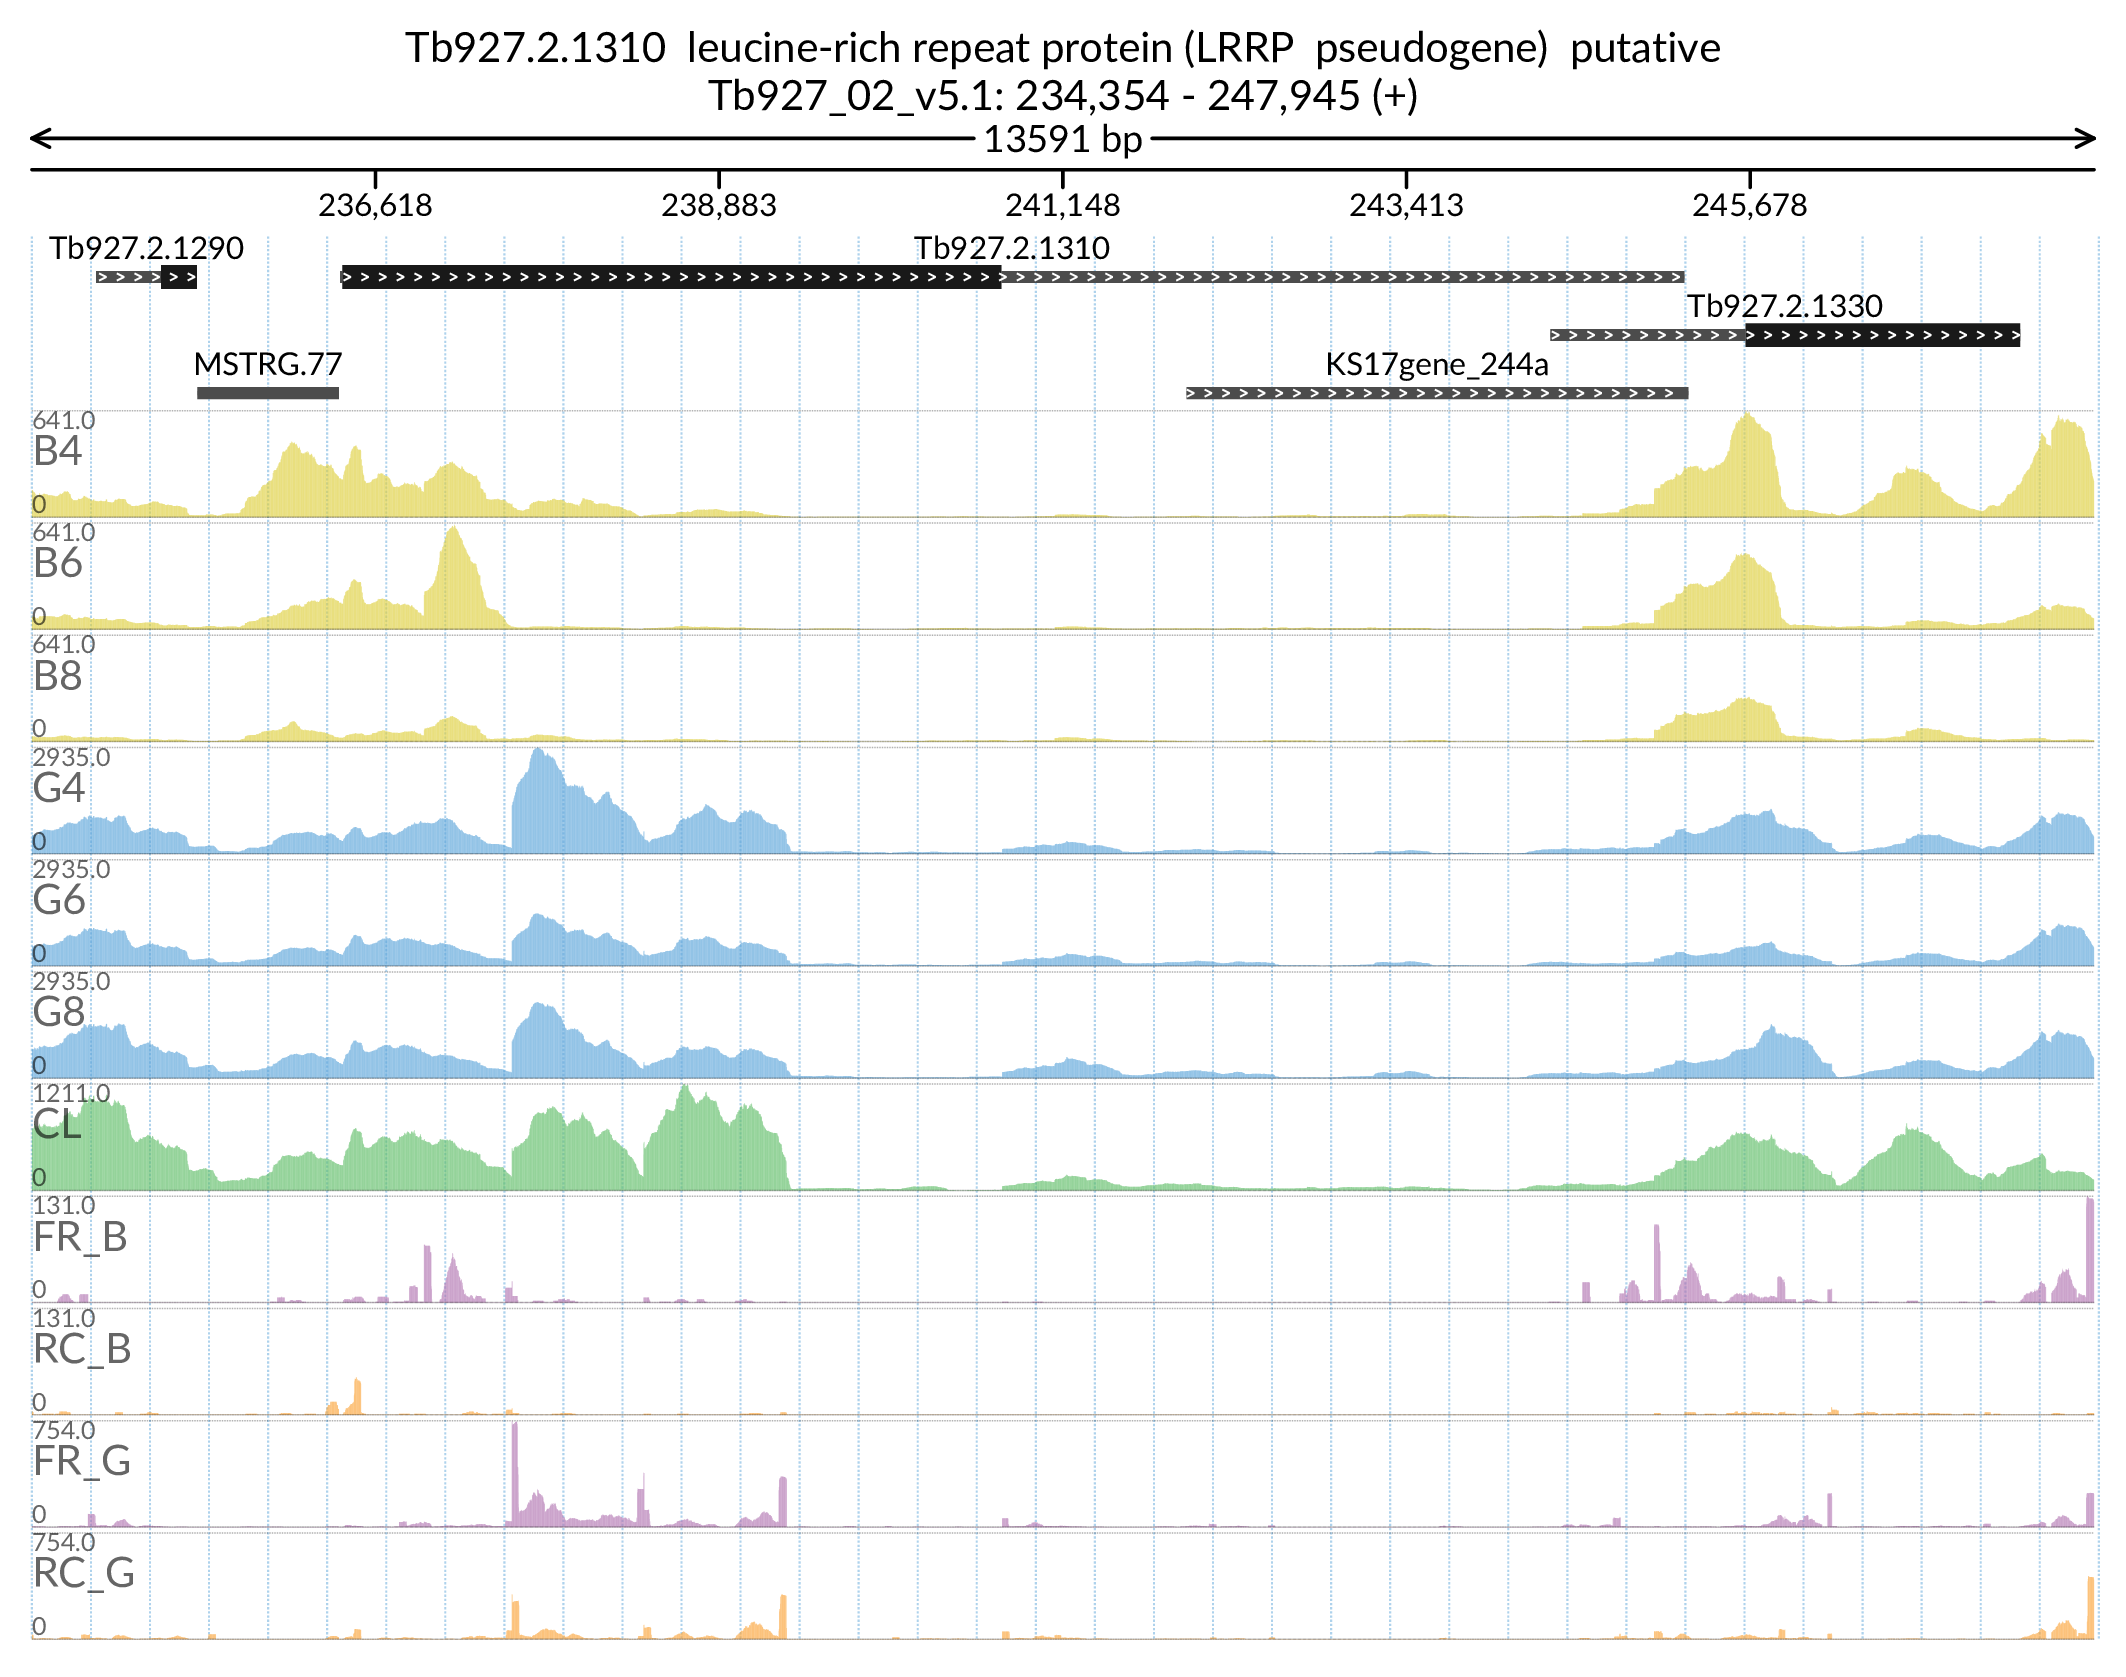 Tb927.2.1310 leucine-rich repeat protein (LRRP pseudogene) putative
Tb927_02_v5.1: 234,354 - 247,945 (+)
13591 bp
236,618 238,883 241,148 243,413 245,678
Tb927.2.1290 Tb927.2.1310
Tb927.2.1330
MSTRG.77 KS17gene_244a
641.0
B4
0
641.0
B6
0
641.0
B8
0
2935.0
G4
0
2935.0
G6
0
2935.0
G8
0
1211.0
CL
0
131.0
FR_B
0
131.0
RC_B
0
754.0
FR_G
0
754.0
RC_G
0